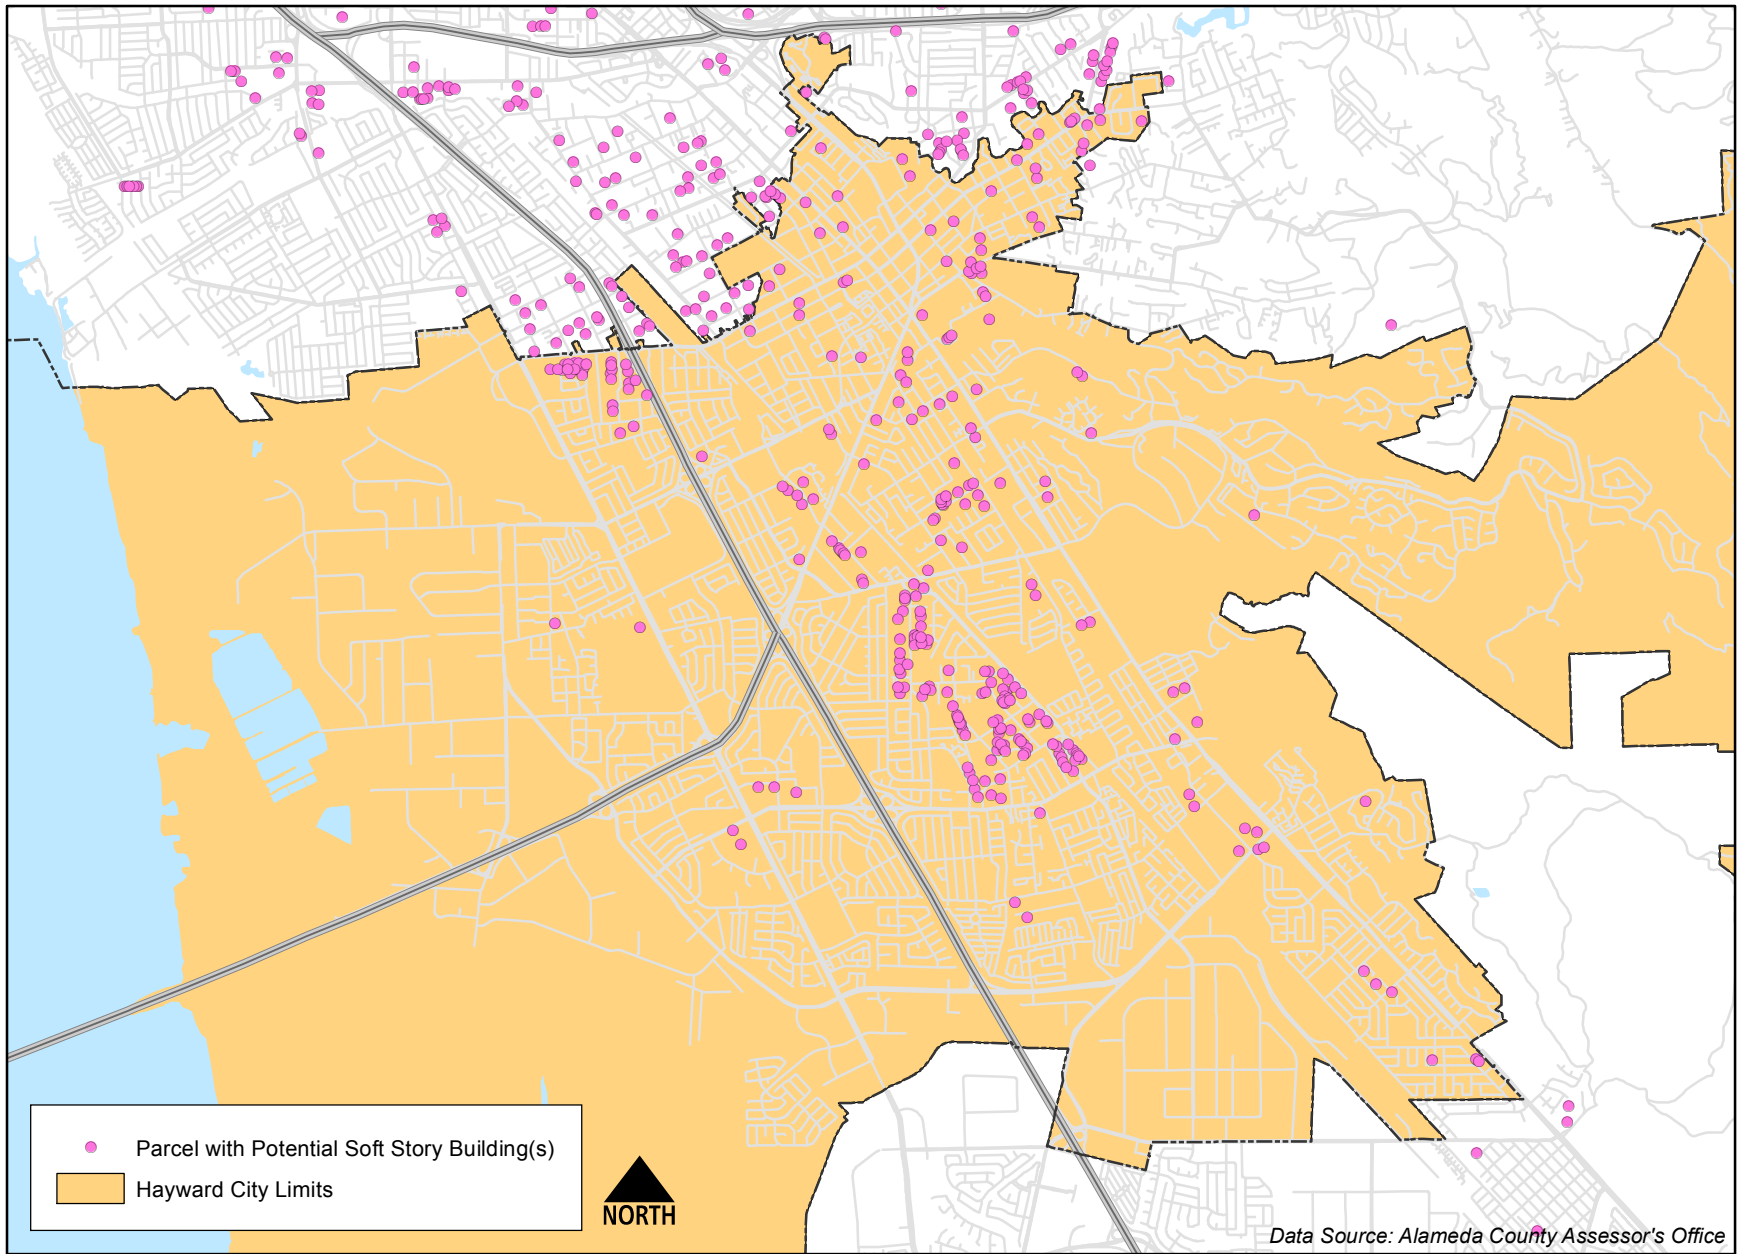 Parcel with Potential Soft Story Building(s)
Hayward City Limits
NORTH
Data Source: Alameda County Assessor's Office